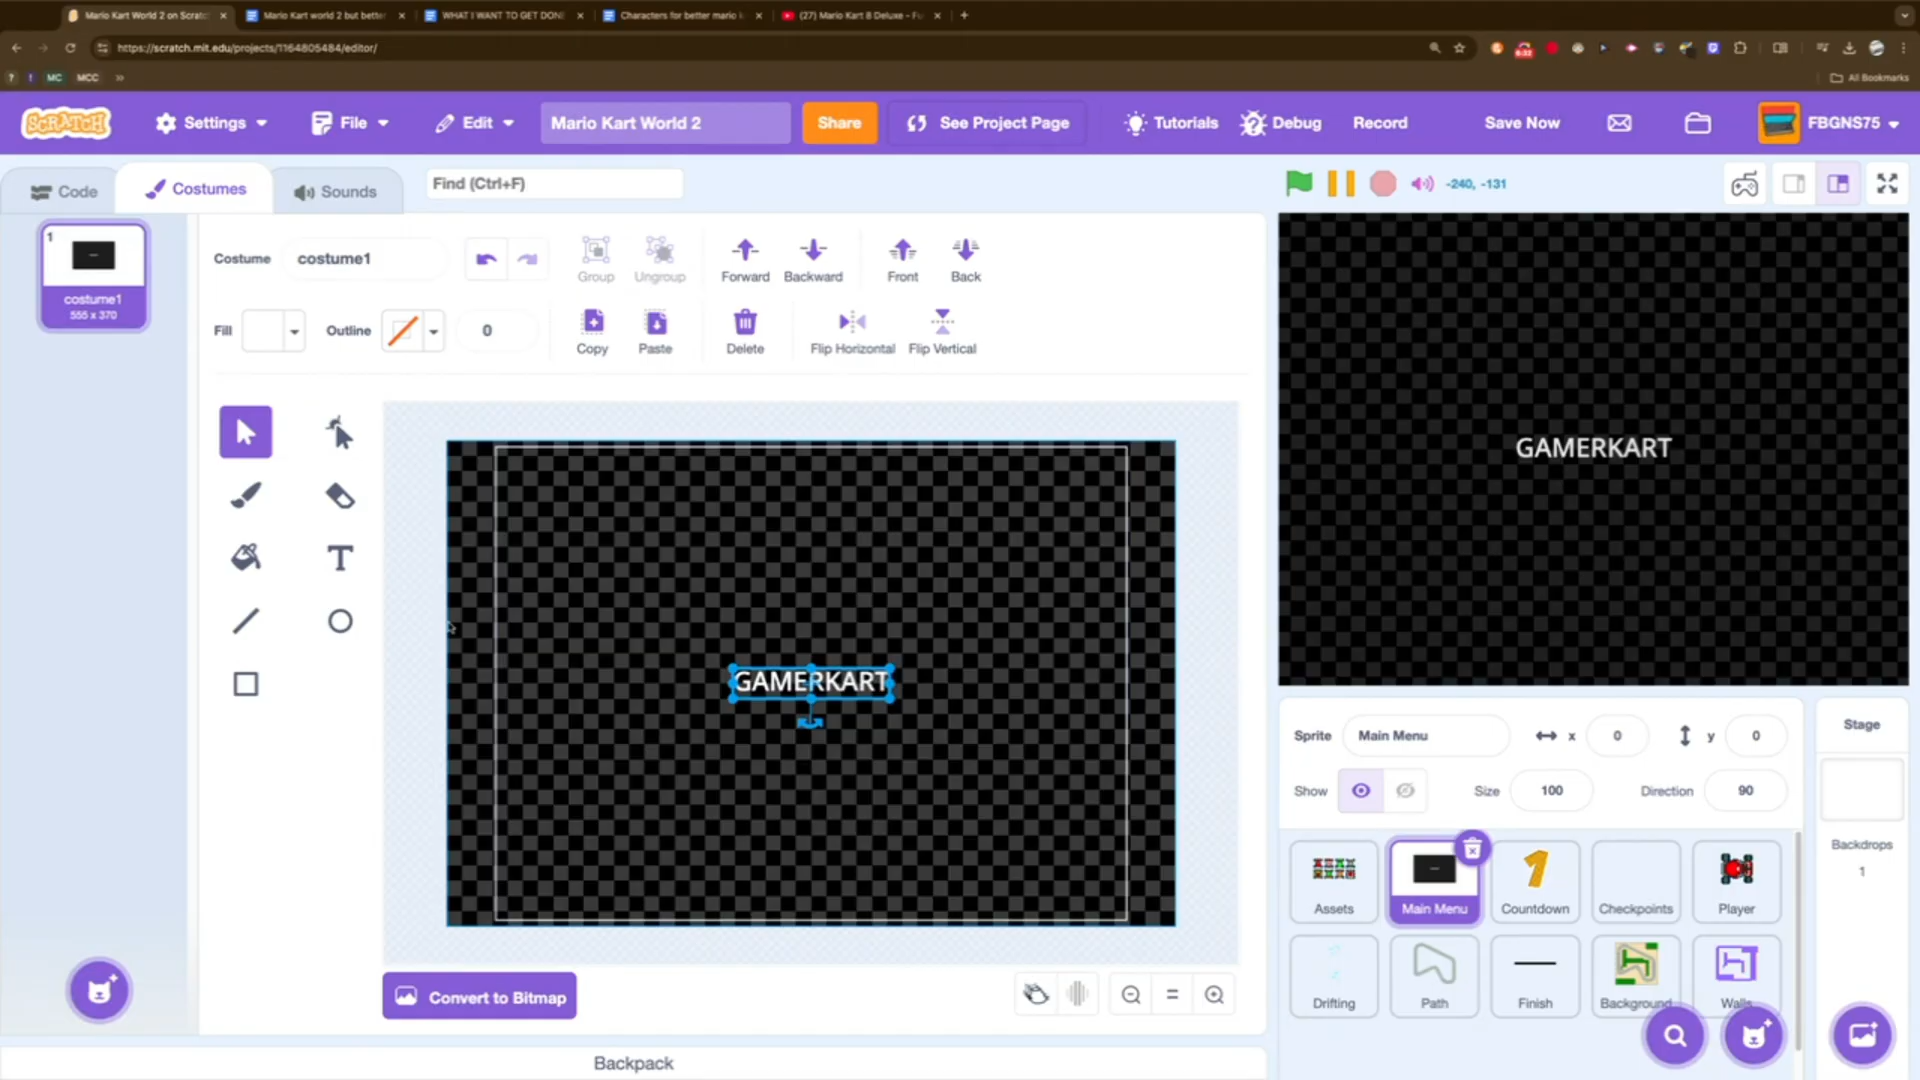 Mario Kart World 2 on Scratc
Mario Kart world 2 but better
WHAT I WANT TO GET DONE
Characters for better mario k
(27) Mario Kart 8 Deluxe - Fu
https://scratch.mit.edu/projects/1164805484/editor/
MC
MCC
All Bookmarks
SCRATCH
Settings
File
Edit
Mario Kart World 2
Share
See Project Page
Tutorials
Debug
Record
Save Now
FBGNS75
Code
Costumes
Sounds
Find (Ctrl+F)
-240, -131
1
costume1
555 x 370
Costume
costume1
Group
Ungroup
Forward
Backward
Front
Back
Fill
Outline
0
Copy
Paste
Delete
Flip Horizontal
Flip Vertical
GAMERKART
GAMERKART
Convert to Bitmap
Backpack
Sprite
Main Menu
x
0
y
0
Show
Size
100
Direction
90
Stage
Backdrops
1
Assets
Main Menu
Countdown
Checkpoints
Player
Drifting
Path
Finish
Background
Walls